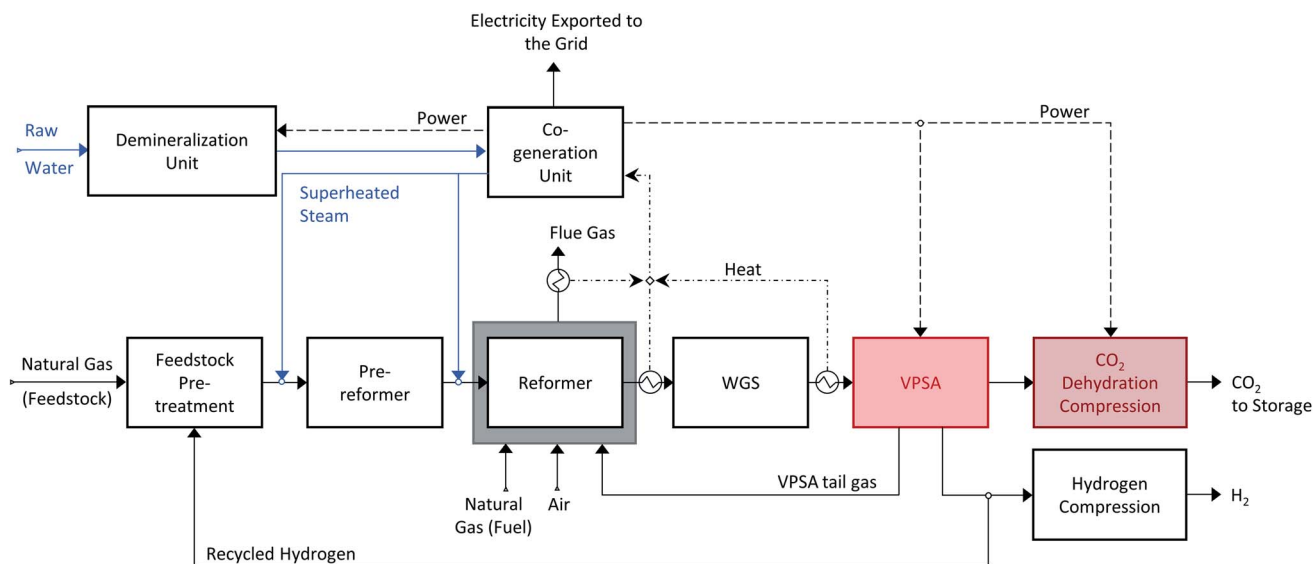 Electricity Exported to
the Grid
Raw
Water
Demineralization
Unit
Power
Co-
generation
Unit
Power
Superheated
Steam
Flue Gas
Heat
Natural Gas
(Feedstock)
Feedstock
Pre-
treatment
Pre-
reformer
Reformer
WGS
VPSA
CO₂
Dehydration
Compression
CO₂
to Storage
Natural
Gas (Fuel)
Air
VPSA tail gas
Hydrogen
Compression
H₂
Recycled Hydrogen